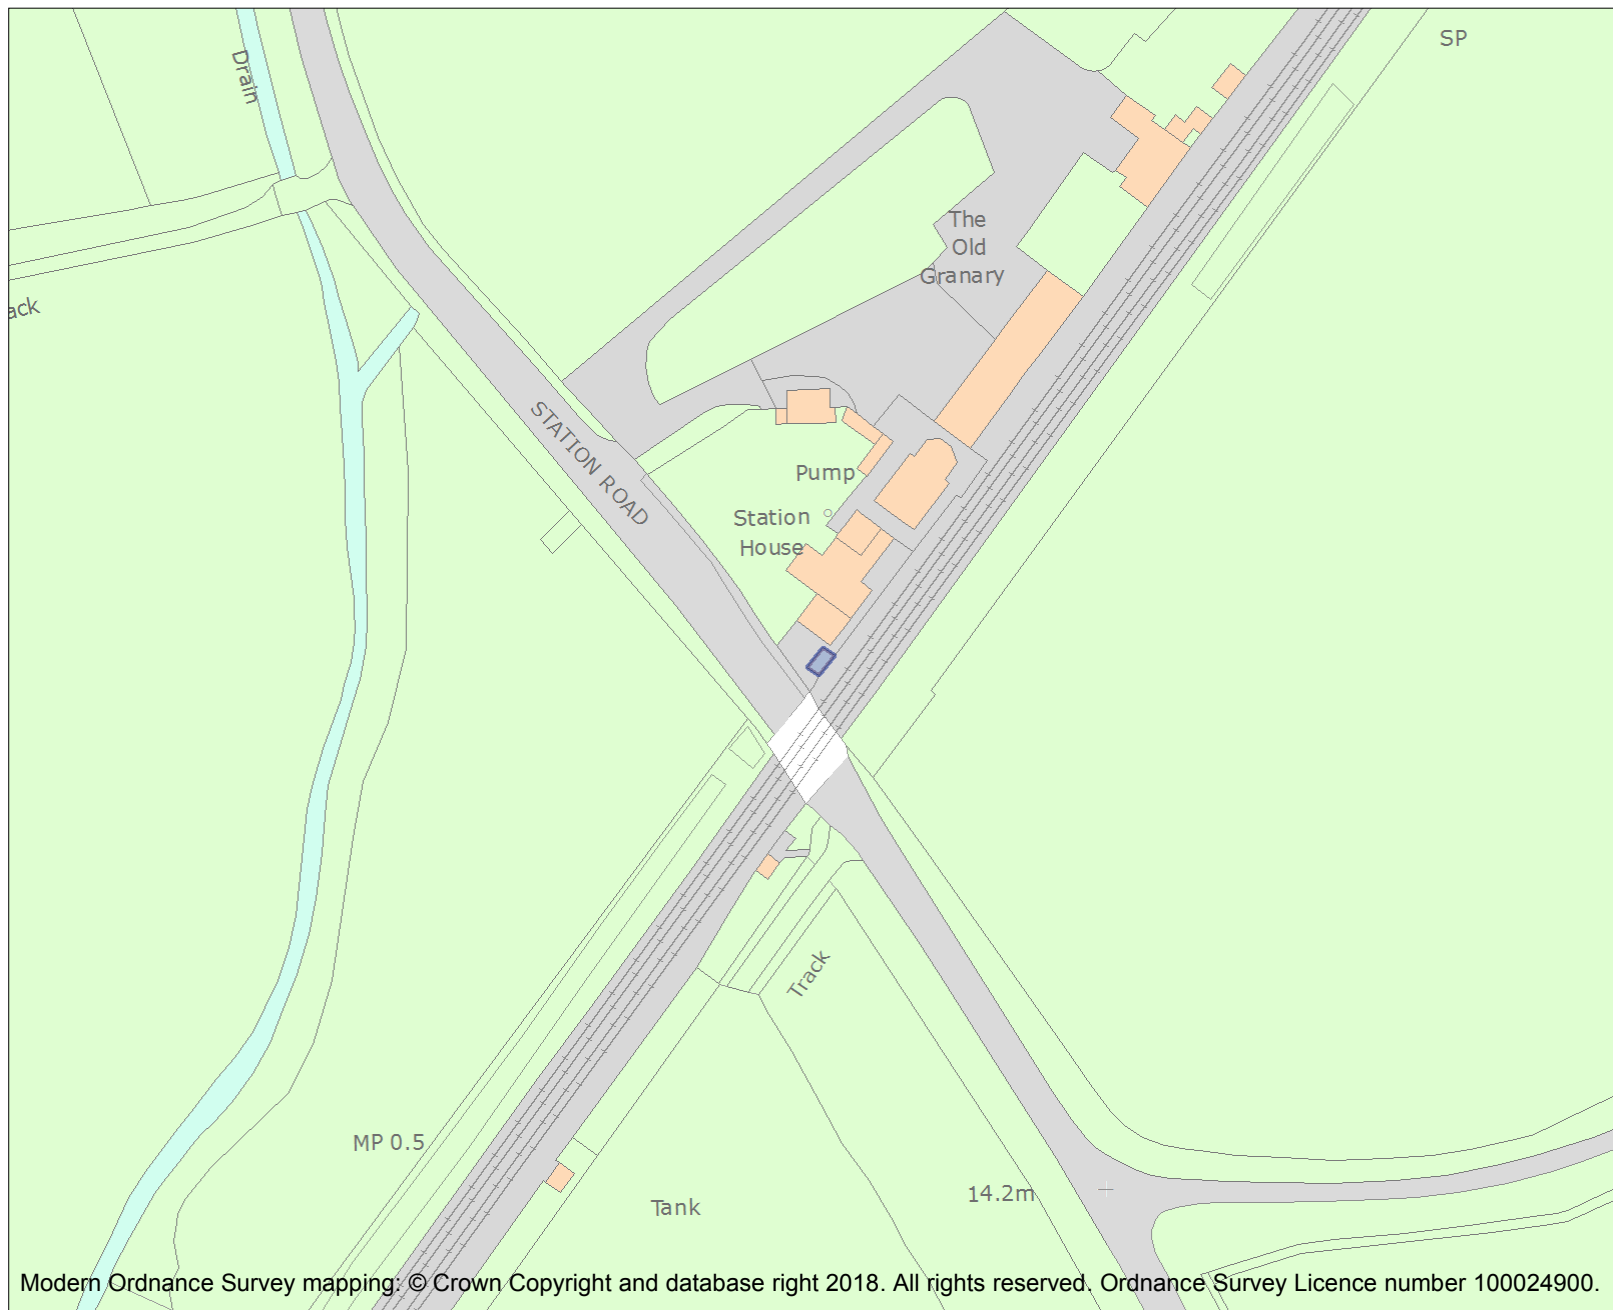 SP
Drain
The
Old
Granary
ack
STATION ROAD
Pump
Station
House
Track
MP 0.5
14.2m
Tank
Modern Ordnance Survey mapping: © Crown Copyright and database right 2018. All rights reserved. Ordnance Survey Licence number 100024900.